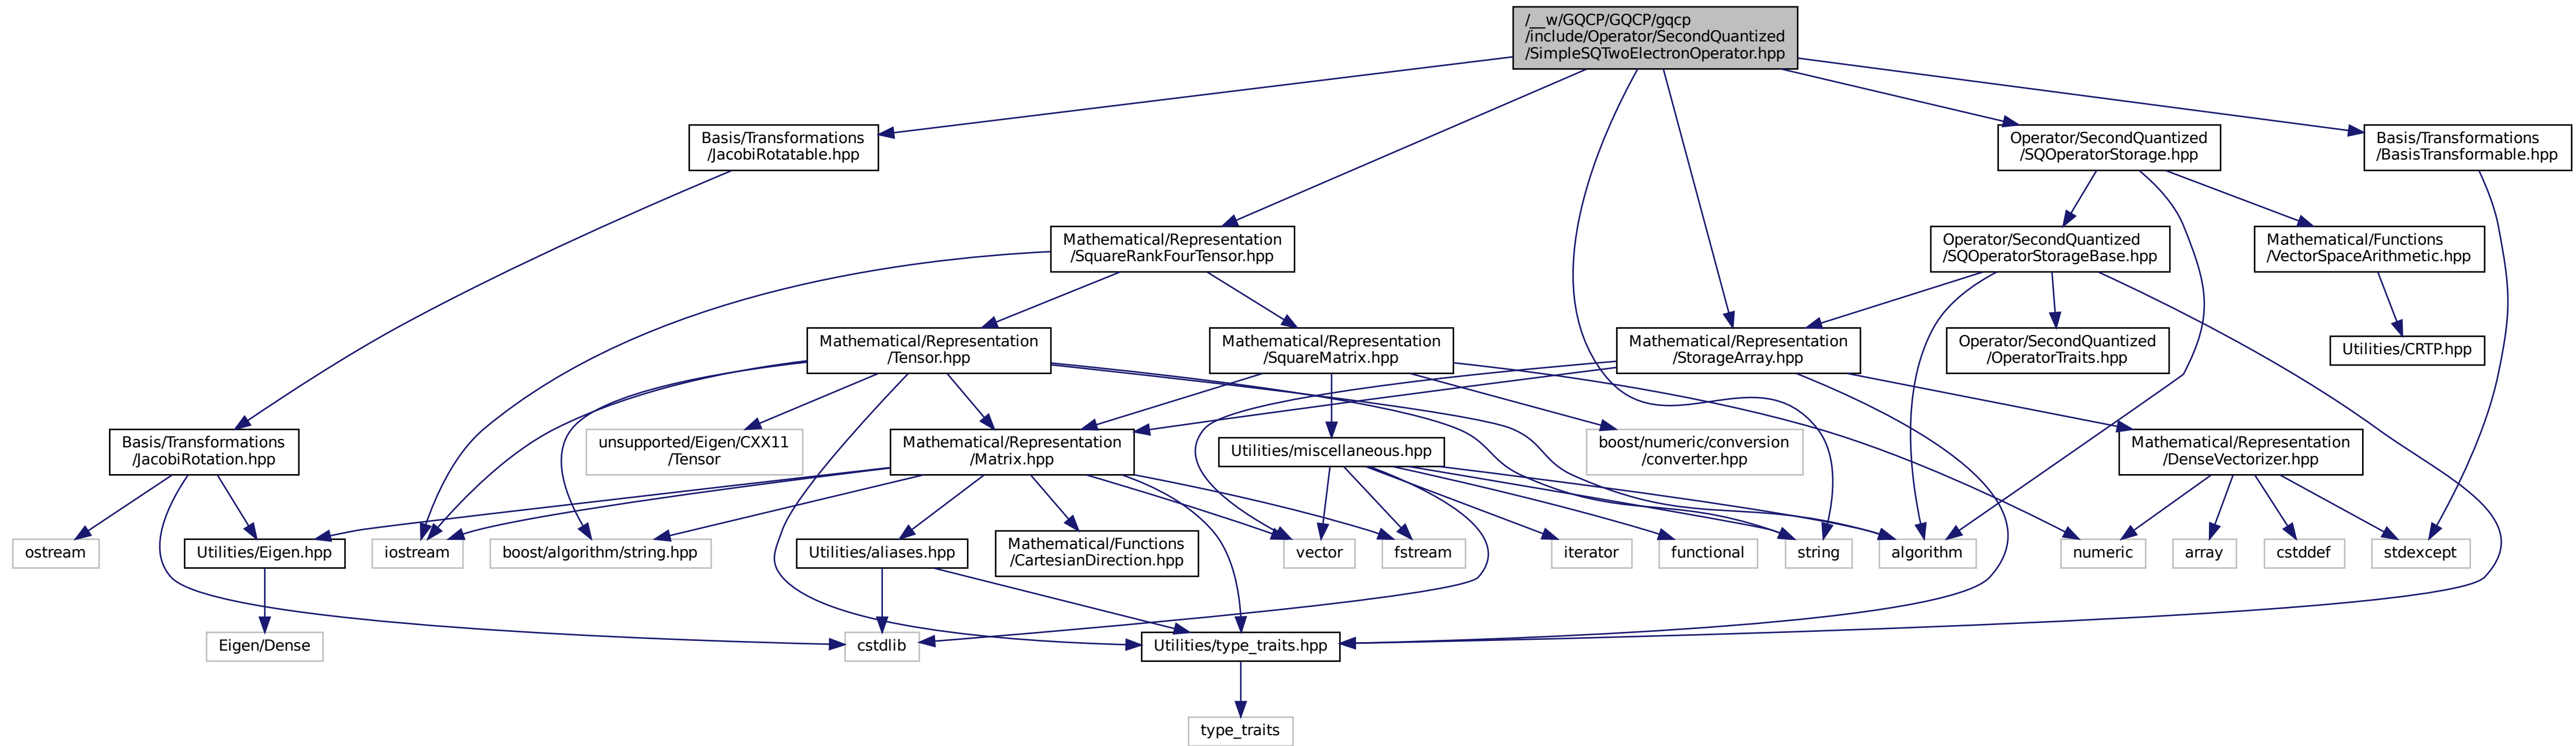 /__w/GQCP/GQCP/gqcp
/include/Operator/SecondQuantized
/SimpleSQTwoElectronOperator.hpp
Basis/Transformations
/JacobiRotatable.hpp
Operator/SecondQuantized
/SQOperatorStorage.hpp
Basis/Transformations
/BasisTransformable.hpp
Mathematical/Representation
/SquareRankFourTensor.hpp
Operator/SecondQuantized
/SQOperatorStorageBase.hpp
Mathematical/Functions
/VectorSpaceArithmetic.hpp
Mathematical/Representation
/Tensor.hpp
Mathematical/Representation
/SquareMatrix.hpp
Mathematical/Representation
/StorageArray.hpp
Operator/SecondQuantized
/OperatorTraits.hpp
Utilities/CRTP.hpp
Basis/Transformations
/JacobiRotation.hpp
unsupported/Eigen/CXX11
/Tensor
Mathematical/Representation
/Matrix.hpp
Utilities/miscellaneous.hpp
boost/numeric/conversion
/converter.hpp
Mathematical/Representation
/DenseVectorizer.hpp
ostream
Utilities/Eigen.hpp
iostream
boost/algorithm/string.hpp
Utilities/aliases.hpp
Mathematical/Functions
/CartesianDirection.hpp
vector
fstream
iterator
functional
string
algorithm
numeric
array
cstddef
stdexcept
Eigen/Dense
cstdlib
Utilities/type_traits.hpp
type_traits